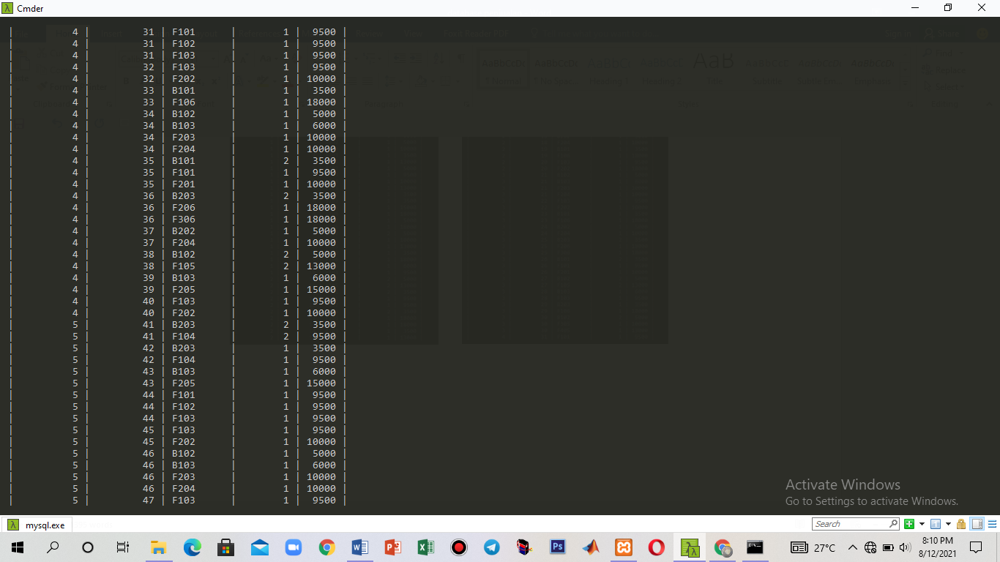 Cmder
| 4 | 31 | F101 | 1 | 9500 |
| 4 | 31 | F102 | 1 | 9500 |
| 4 | 31 | F103 | 1 | 9500 |
| 4 | 32 | F103 | 1 | 9500 |
| 4 | 32 | F202 | 1 | 10000 |
| 4 | 33 | B101 | 1 | 3500 |
| 4 | 33 | F106 | 1 | 18000 |
| 4 | 34 | B102 | 1 | 5000 |
| 4 | 34 | B103 | 1 | 6000 |
| 4 | 34 | F203 | 1 | 10000 |
| 4 | 34 | F204 | 1 | 10000 |
| 4 | 35 | B101 | 2 | 3500 |
| 4 | 35 | F101 | 1 | 9500 |
| 4 | 35 | F201 | 1 | 10000 |
| 4 | 36 | B203 | 2 | 3500 |
| 4 | 36 | F206 | 1 | 18000 |
| 4 | 36 | F306 | 1 | 18000 |
| 4 | 37 | B202 | 1 | 5000 |
| 4 | 37 | F204 | 1 | 10000 |
| 4 | 38 | B102 | 2 | 5000 |
| 4 | 38 | F105 | 2 | 13000 |
| 4 | 39 | B103 | 1 | 6000 |
| 4 | 39 | F205 | 1 | 15000 |
| 4 | 40 | F103 | 1 | 9500 |
| 4 | 40 | F202 | 1 | 10000 |
| 5 | 41 | B203 | 2 | 3500 |
| 5 | 41 | F104 | 2 | 9500 |
| 5 | 42 | B203 | 1 | 3500 |
| 5 | 42 | F104 | 1 | 9500 |
| 5 | 43 | B103 | 1 | 6000 |
| 5 | 43 | F205 | 1 | 15000 |
| 5 | 44 | F101 | 1 | 9500 |
| 5 | 44 | F102 | 1 | 9500 |
| 5 | 44 | F103 | 1 | 9500 |
| 5 | 45 | F103 | 1 | 9500 |
| 5 | 45 | F202 | 1 | 10000 |
| 5 | 46 | B102 | 1 | 5000 |
| 5 | 46 | B103 | 1 | 6000 |
| 5 | 46 | F203 | 1 | 10000 |
| 5 | 46 | F204 | 1 | 10000 |
| 5 | 47 | F103 | 1 | 9500 |
Activate Windows
Go to Settings to activate Windows.
mysql.exe
Search
27°C
8:10 PM
8/12/2021